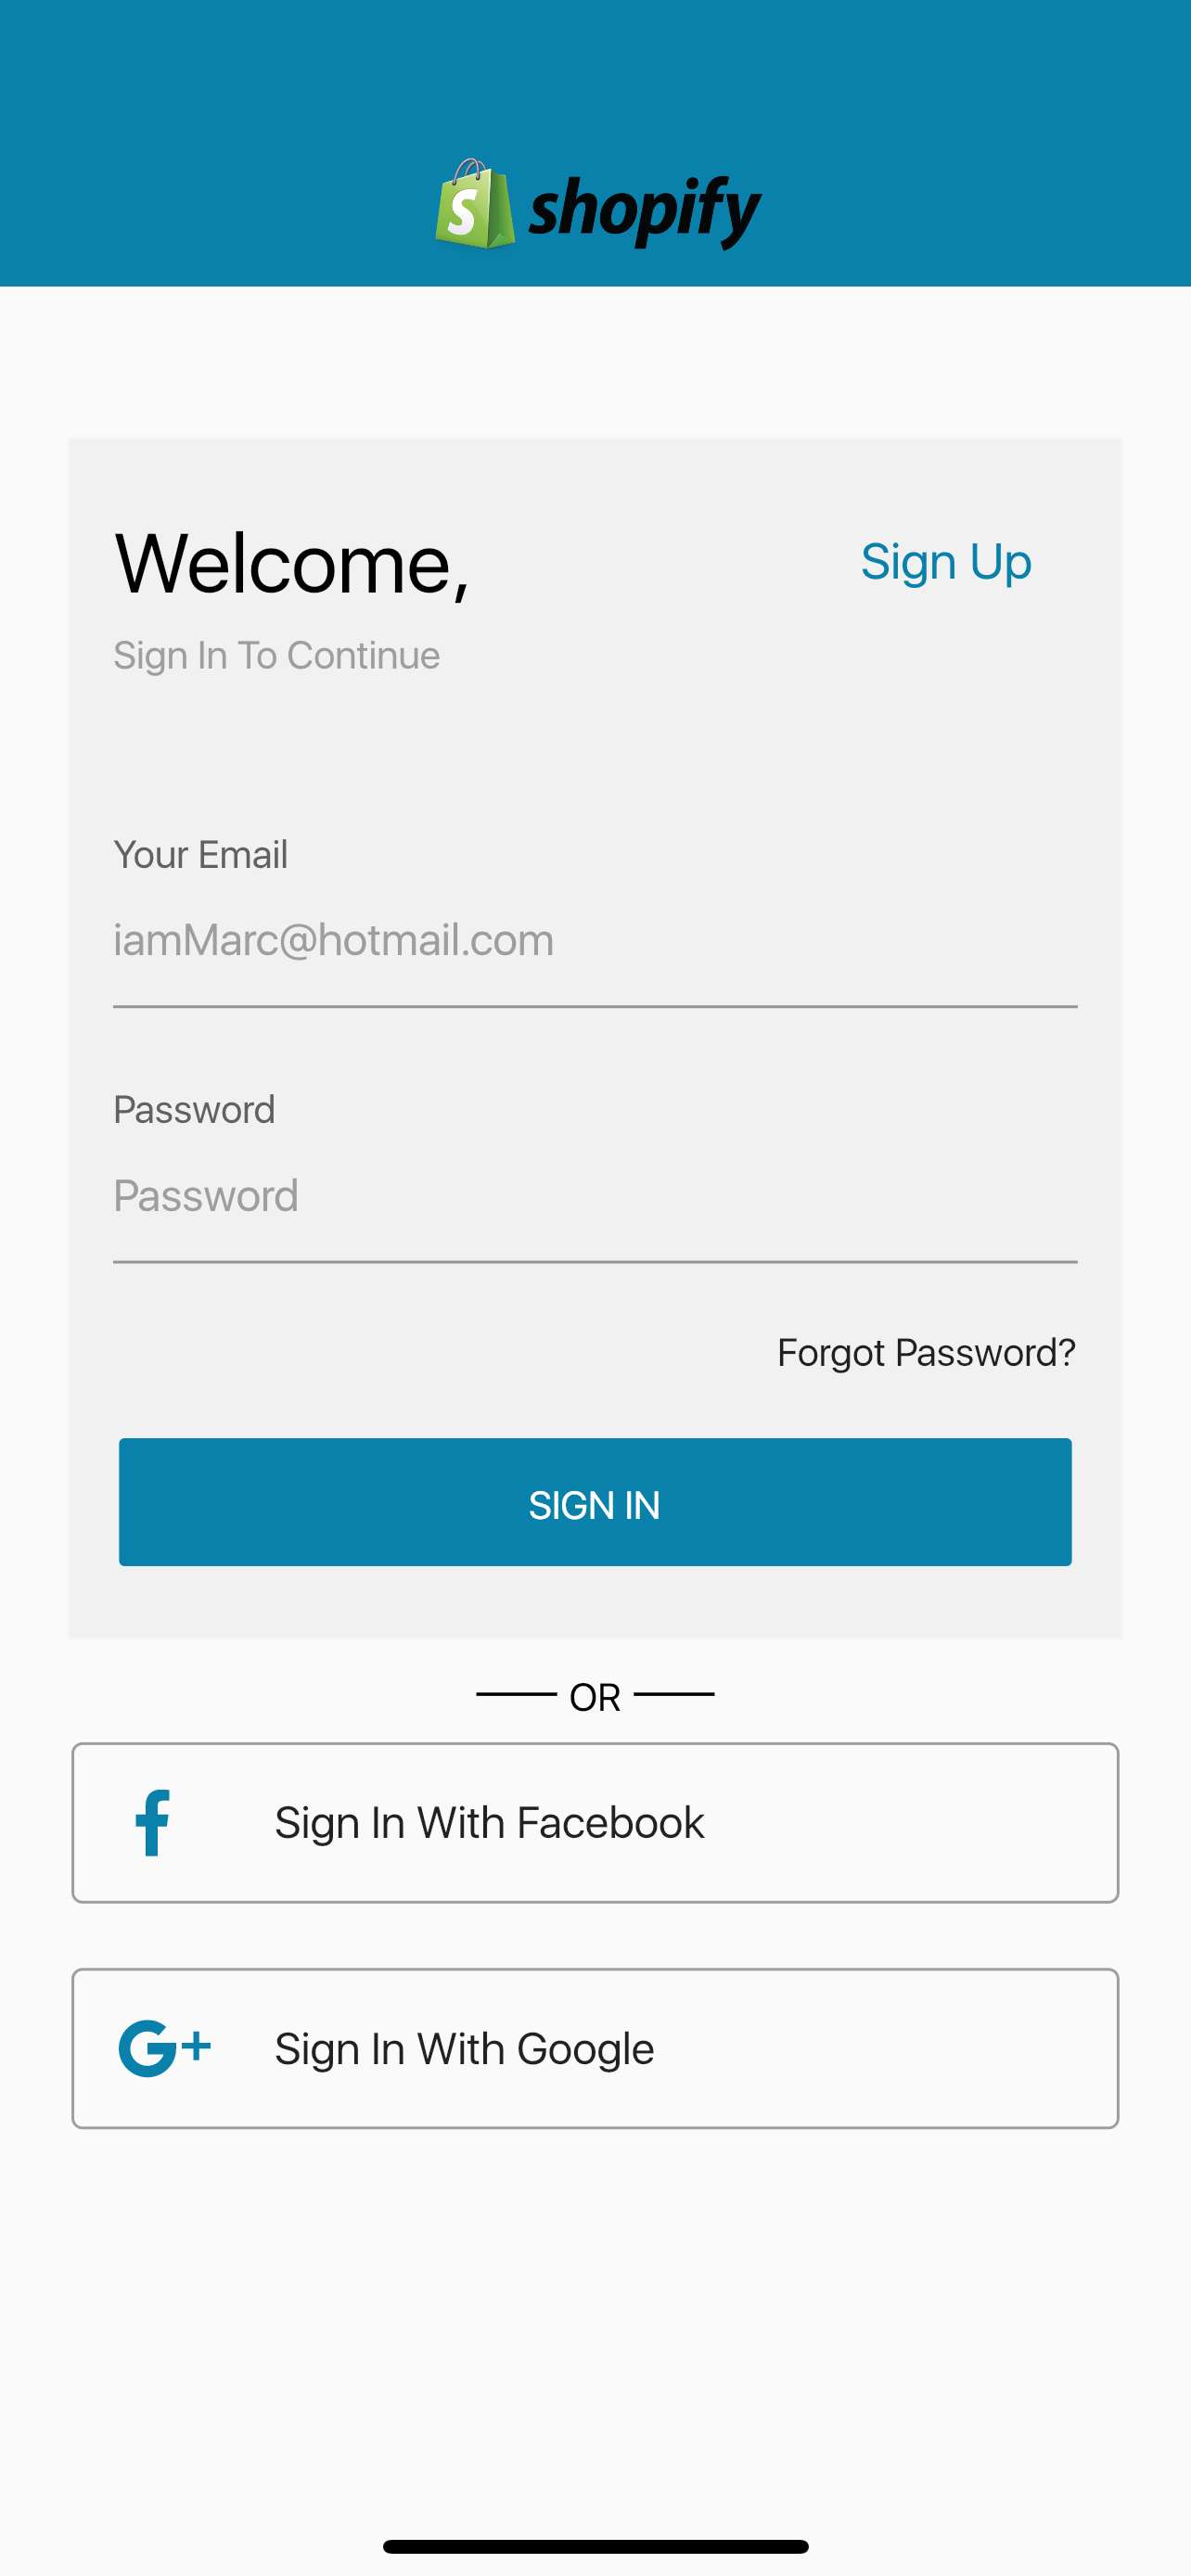 shopify
Welcome,
Sign Up
Sign In To Continue
Your Email
iamMarc@hotmail.com
Password
Password
Forgot Password?
SIGN IN
OR
Sign In With Facebook
G+ Sign In With Google